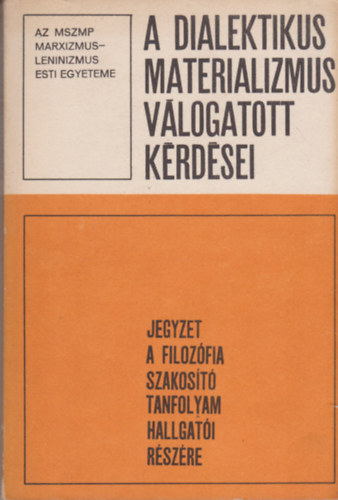 AZ MSZMP
MARXIZMUS–
LENINIZMUS
ESTI EGYETEME
A DIALEKTIKUS
MATERIALIZMUS
VÁLOGATOTT
KÉRDÉSEI
JEGYZET
A FILOZÓFIA
SZAKOSÍTÓ
TANFOLYAM
HALLGATÓI
RÉSZÉRE